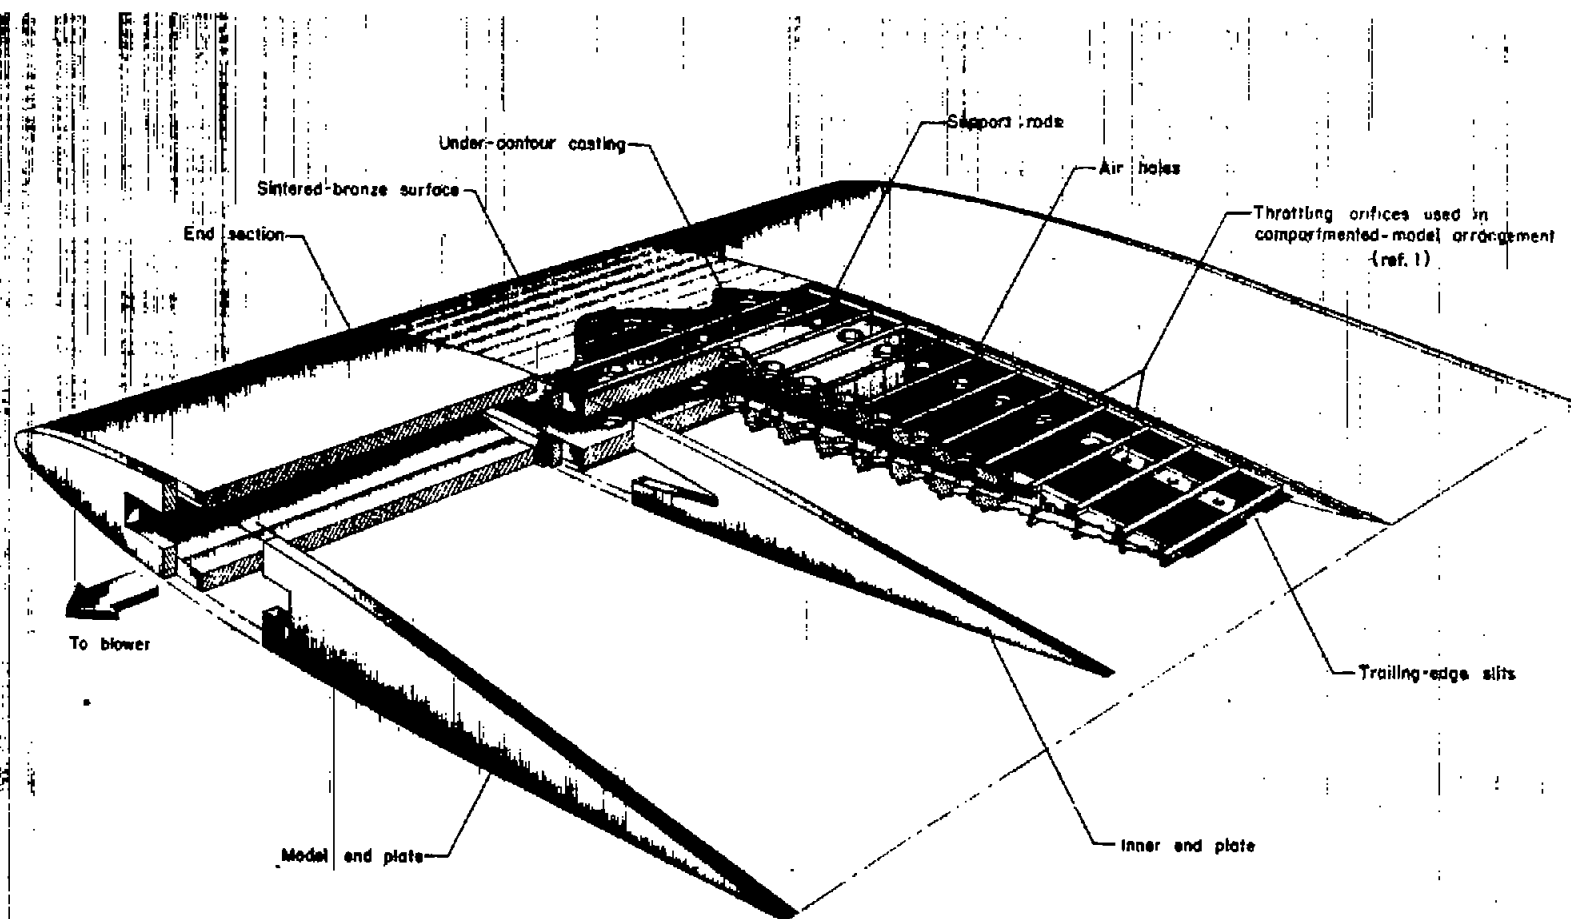 Support rods
Under-contour casting
Air holes
Sintered-bronze surface
Throttling orifices used in
compartmented-model arrangement
(ref. 1)
End section
To blower
Trailing-edge slits
Inner end plate
Model end plate